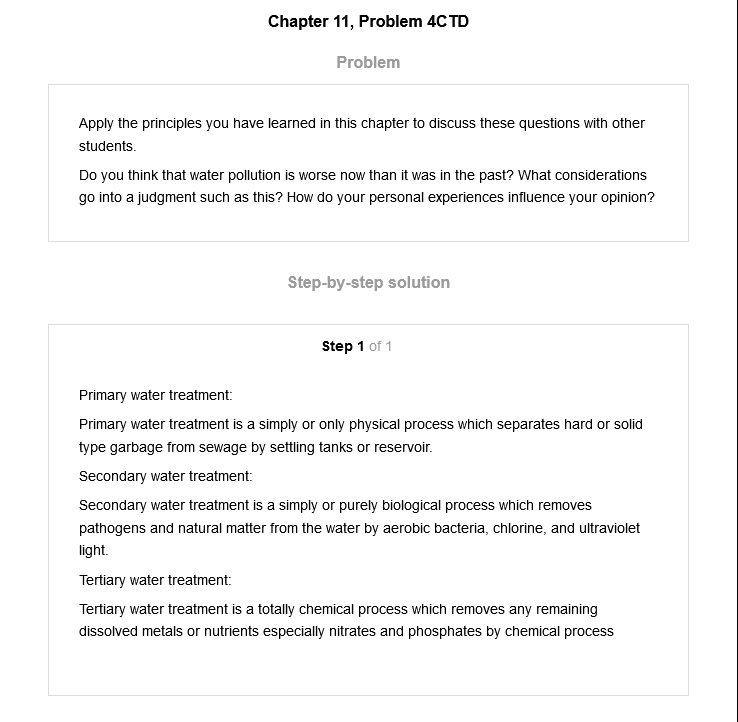 Chapter 11, Problem 4CTD
Problem
Apply the principles you have learned in this chapter to discuss these questions with other
students.
Do you think that water pollution is worse now than it was in the past? What considerations
go into a judgment such as this? How do your personal experiences influence your opinion?
Step-by-step solution
Step 1 of 1
Primary water treatment:
Primary water treatment is a simply or only physical process which separates hard or solid
type garbage from sewage by settling tanks or reservoir.
Secondary water treatment:
Secondary water treatment is a simply or purely biological process which removes
pathogens and natural matter from the water by aerobic bacteria, chlorine, and ultraviolet
light.
Tertiary water treatment:
Tertiary water treatment is a totally chemical process which removes any remaining
dissolved metals or nutrients especially nitrates and phosphates by chemical process